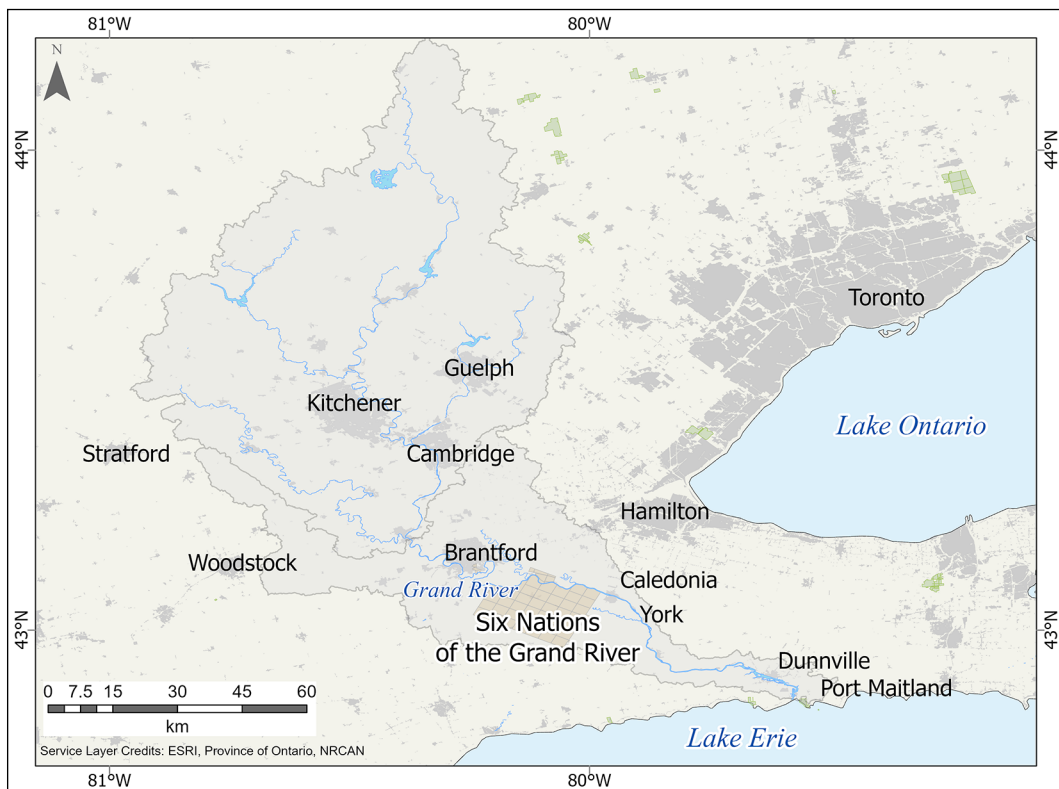 81°W
80°W
N
44°N
44°N
Toronto
Guelph
Kitchener
Lake Ontario
Stratford
Cambridge
Hamilton
Brantford
Woodstock
Caledonia
Grand River
York
Six Nations
of the Grand River
43°N
43°N
Dunnville
Port Maitland
0 7.5 15 30 45 60
km
Lake Erie
Service Layer Credits: ESRI, Province of Ontario, NRCAN
81°W
80°W